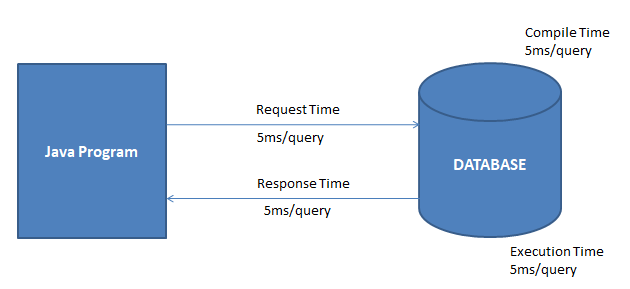 Compile Time
5ms/query
Request Time
Java Program
5ms/query
DATABASE
Response Time
5ms/query
Execution Time
5ms/query